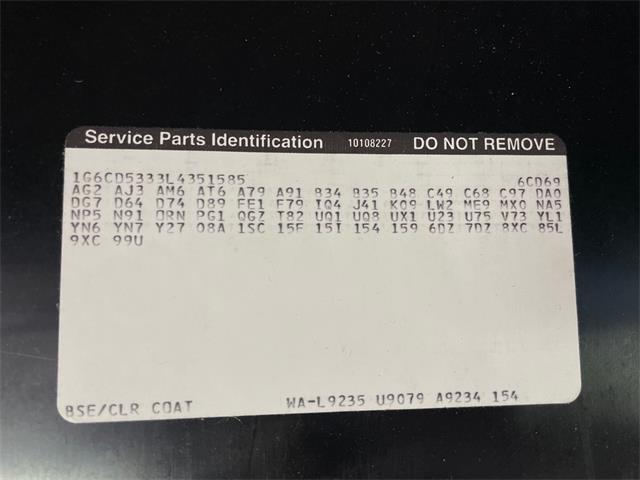 Service Parts Identification 10108227 DO NOT REMOVE
1G6CD5333L4351585 6CD69
AG2 AJ3 AM6 AT6 A79 A91 B34 B35 B48 C49 C68 C97 DA0
DG7 D64 D74 D89 FE1 F79 IQ4 J41 K09 LW2 ME9 MX0 NA5
NP5 N91 ORN PG1 QGZ T82 UQ1 UQ8 UX1 U23 U75 V73 YL1
YN6 YN7 Y27 08A 1SC 15E 15I 154 159 6DZ 7DZ 8XC 85L
9XC 99U
BSE/CLR COAT WA-L9235 U9079 A9234 154